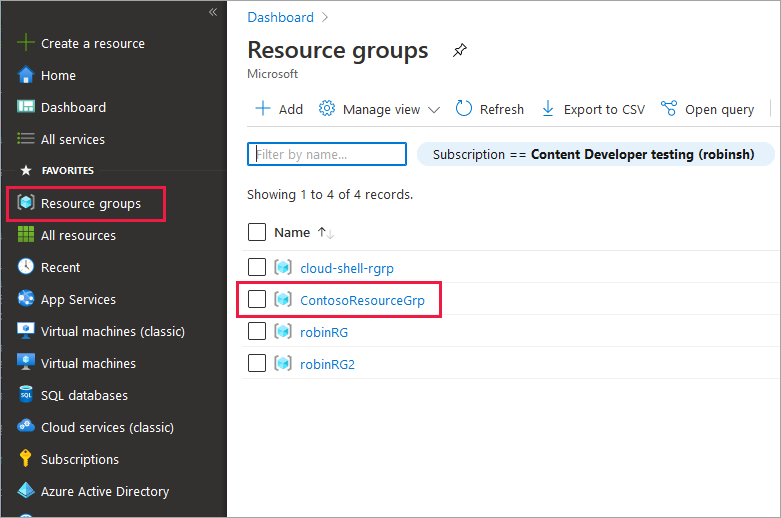 «
Create a resource
Home
Dashboard
All services
FAVORITES
Resource groups
All resources
Recent
App Services
Virtual machines (classic)
Virtual machines
SQL databases
Cloud services (classic)
Subscriptions
Azure Active Directory
Dashboard >
Resource groups
Microsoft
Add
Manage view
Refresh
Export to CSV
Open query
Filter by name...
Subscription == Content Developer testing (robinsh)
Showing 1 to 4 of 4 records.
Name ↑↓
cloud-shell-rgrp
ContosoResourceGrp
robinRG
robinRG2